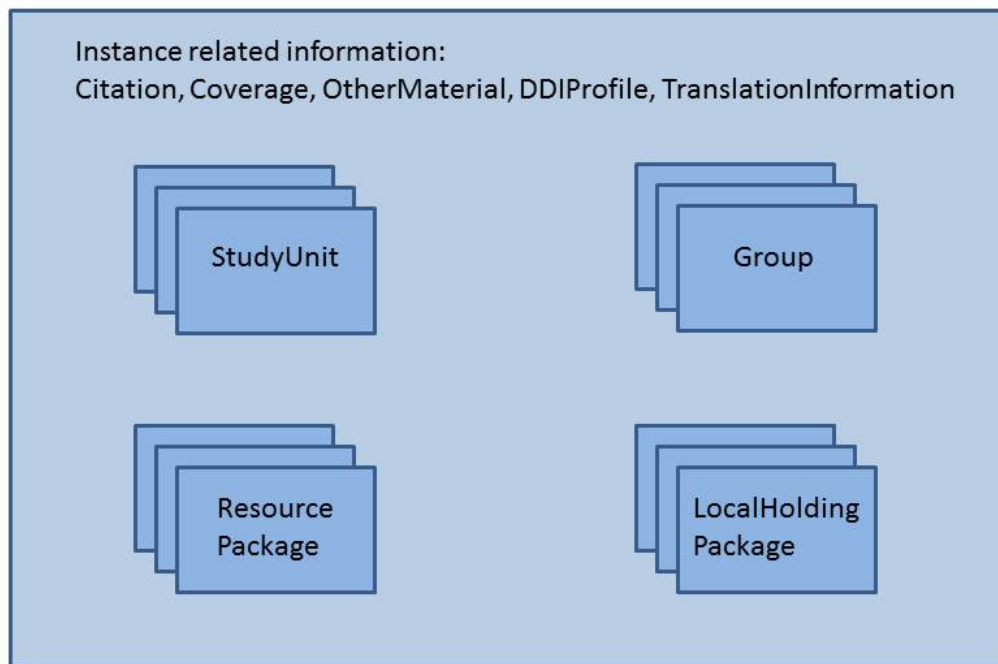 Instance related information:
Citation, Coverage, OtherMaterial, DDIProfile, TranslationInformation
StudyUnit
Group
Resource
Package
LocalHolding
Package